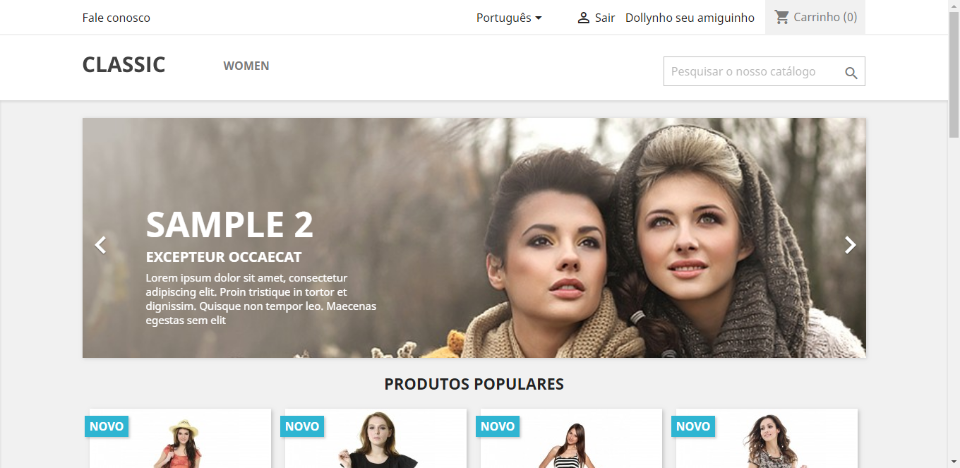 Fale conosco
Português
Sair
Dollynho seu amiguinho
Carrinho (0)
CLASSIC
WOMEN
Pesquisar o nosso catálogo
SAMPLE 2
EXCEPTEUR OCCAECAT
Lorem ipsum dolor sit amet, consectetur
adipiscing elit. Proin tristique in tortor et
dignissim. Quisque non tempor leo. Maecenas
egestas sem elit
PRODUTOS POPULARES
NOVO
NOVO
NOVO
NOVO